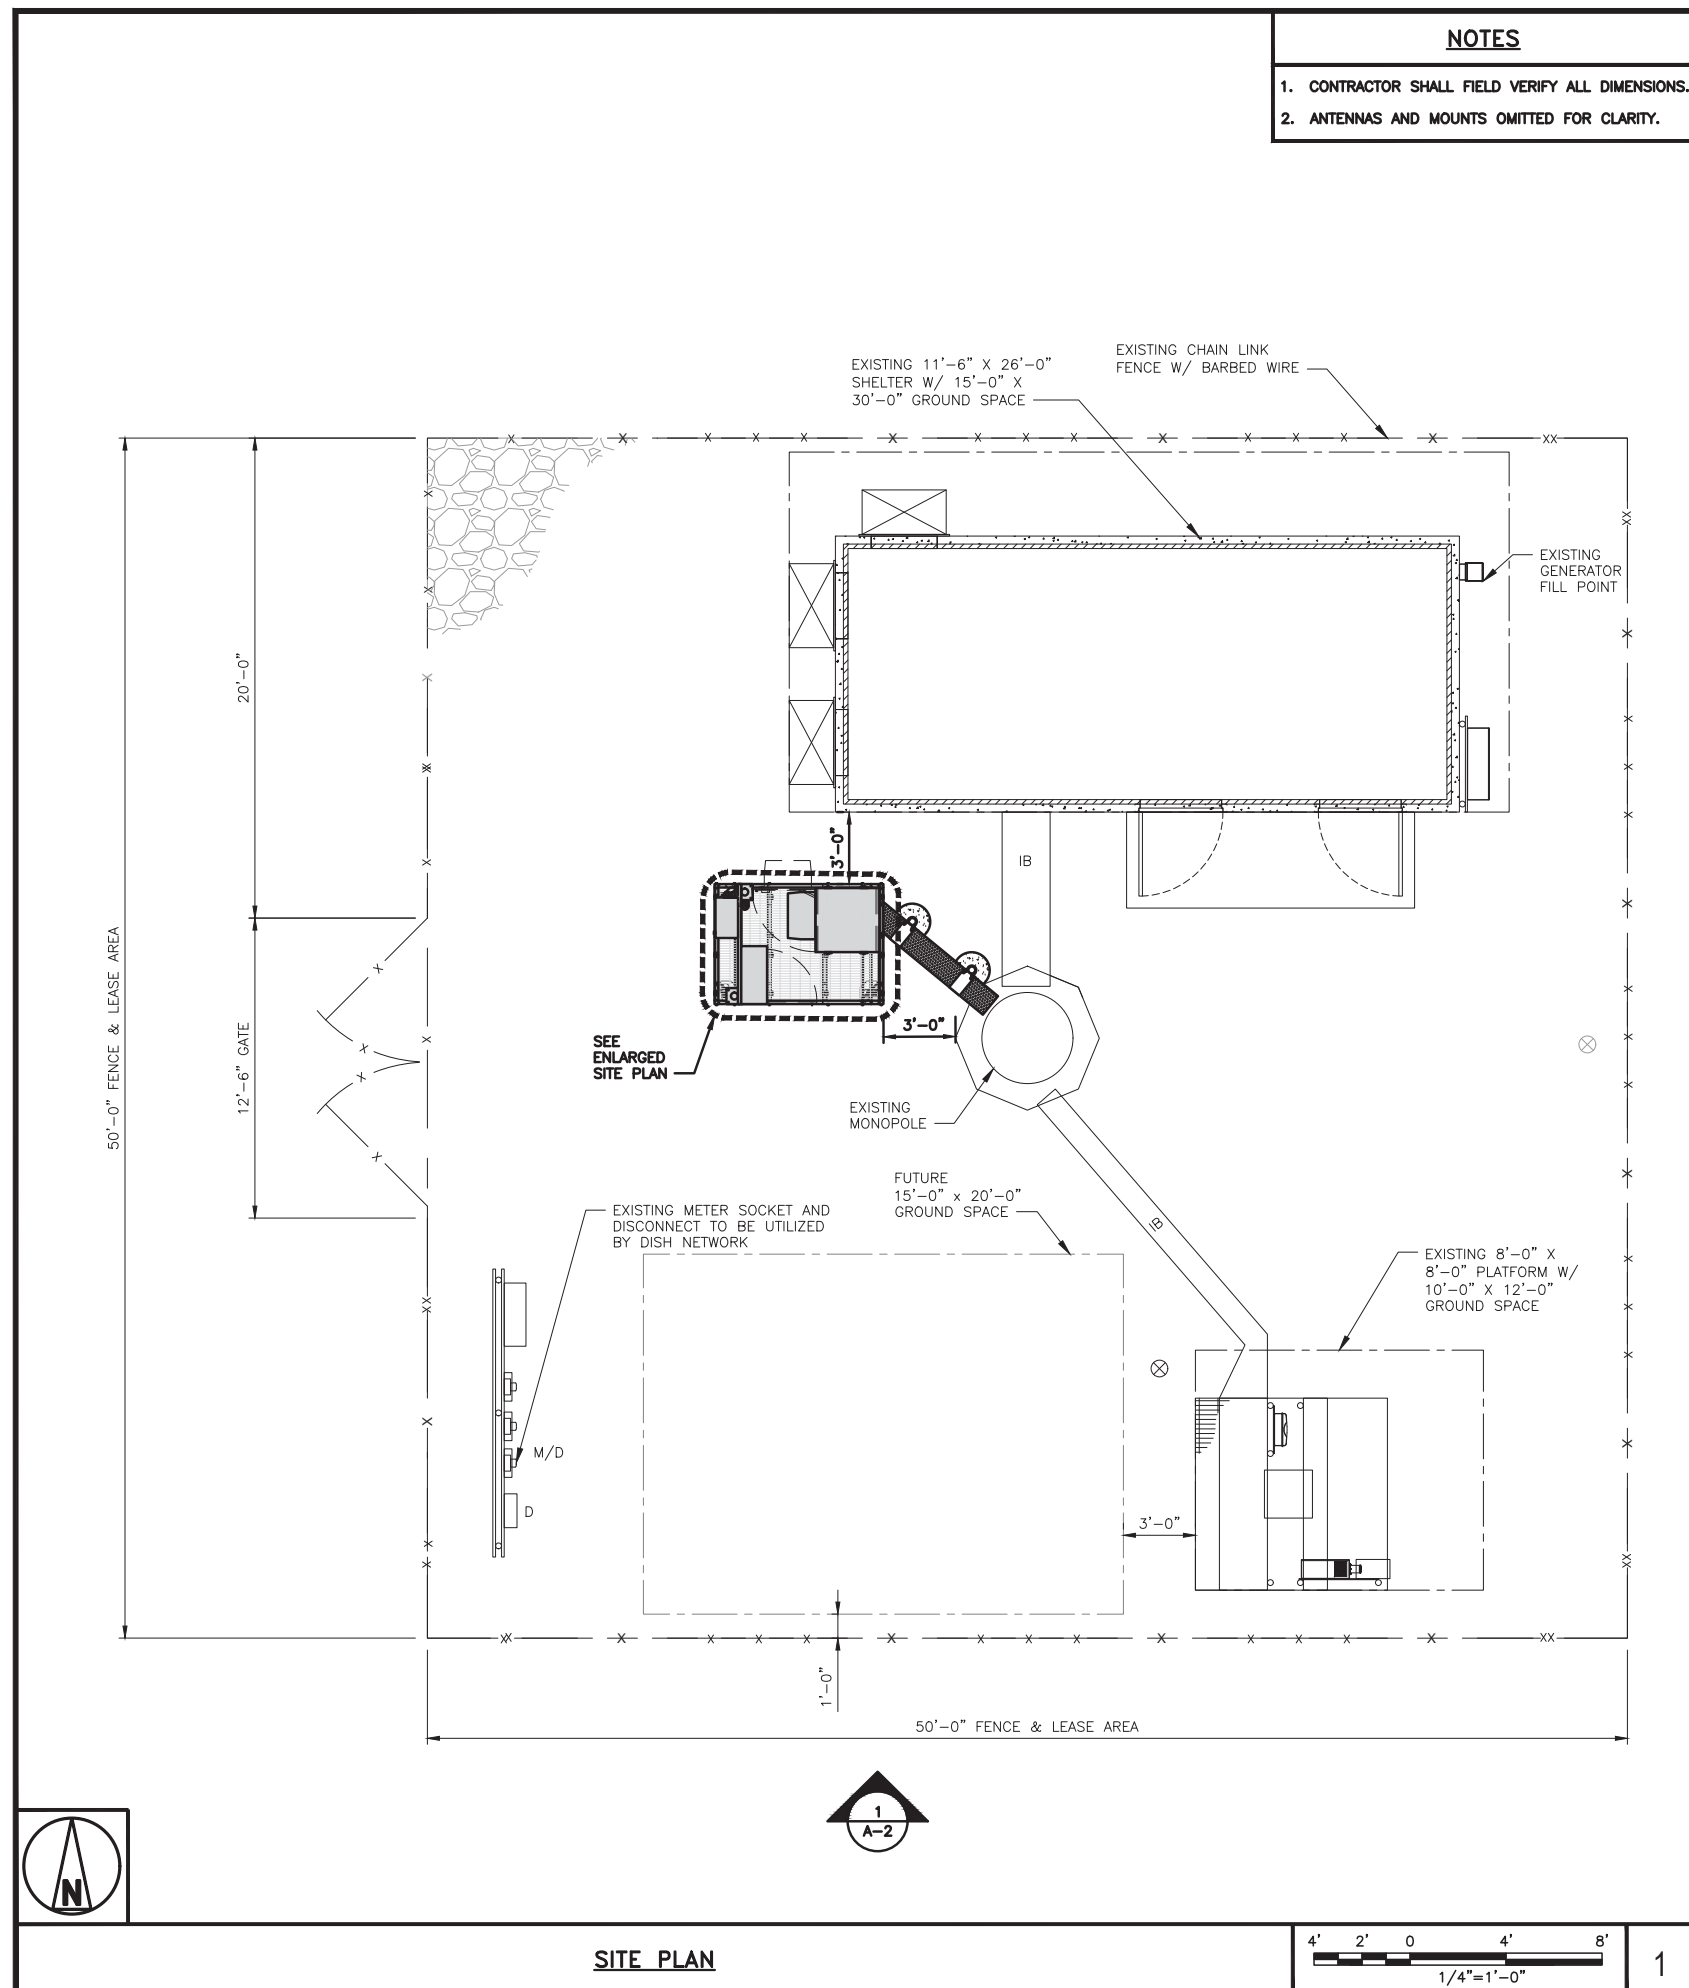 NOTES
1. CONTRACTOR SHALL FIELD VERIFY ALL DIMENSIONS.
2. ANTENNAS AND MOUNTS OMITTED FOR CLARITY.
EXISTING 11'-6" X 26'-0"
SHELTER W/ 15'-0" X
30'-0" GROUND SPACE
EXISTING CHAIN LINK
FENCE W/ BARBED WIRE
EXISTING
GENERATOR
FILL POINT
20'-0"
3'-0"
IB
50'-0" FENCE & LEASE AREA
12'-6" GATE
3'-0"
SEE
ENLARGED
SITE PLAN
EXISTING
MONOPOLE
FUTURE
15'-0" x 20'-0"
GROUND SPACE
EXISTING METER SOCKET AND
DISCONNECT TO BE UTILIZED
BY DISH NETWORK
IB
EXISTING 8'-0" X
8'-0" PLATFORM W/
10'-0" X 12'-0"
GROUND SPACE
M/D
D
3'-0"
1'-0"
50'-0" FENCE & LEASE AREA
1
A-2
N
SITE PLAN
4' 2' 0 4' 8'
1/4"=1'-0"
1